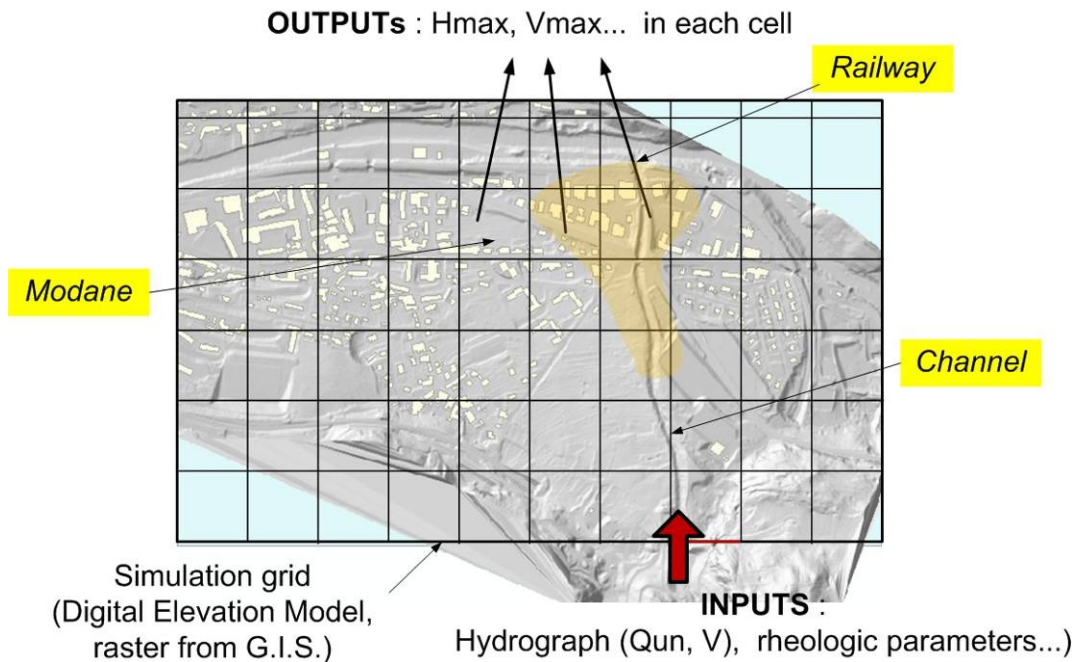 OUTPUTs : Hmax, Vmax... in each cell
Railway
Modane
Channel
Simulation grid
(Digital Elevation Model,
raster from G.I.S.)
INPUTS :
Hydrograph (Qun, V), rheologic parameters...)